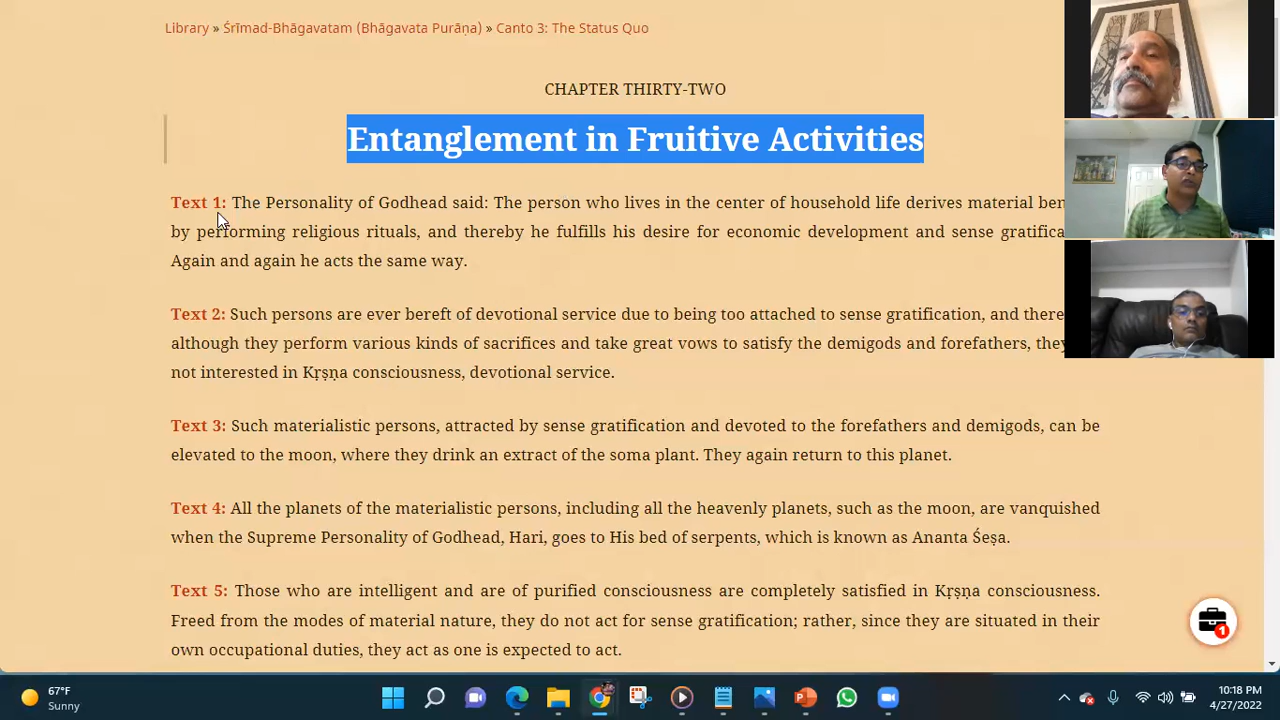 Library » Śrīmad-Bhāgavatam (Bhāgavata Purāṇa) » Canto 3: The Status Quo
CHAPTER THIRTY-TWO
Entanglement in Fruitive Activities
Text 1: The Personality of Godhead said: The person who lives in the center of household life derives material
by performing religious rituals, and thereby he fulfills his desire for economic development and sense
Again and again he acts the same way.
Text 2: Such persons are ever bereft of devotional service due to being too attached to sense gratification, and
although they perform various kinds of sacrifices and take great vows to satisfy the demigods and forefathers,
not interested in Kṛṣṇa consciousness, devotional service.
Text 3: Such materialistic persons, attracted by sense gratification and devoted to the forefathers and demigods, can be
elevated to the moon, where they drink an extract of the soma plant. They again return to this planet.
Text 4: All the planets of the materialistic persons, including all the heavenly planets, such as the moon, are vanquished
when the Supreme Personality of Godhead, Hari, goes to His bed of serpents, which is known as Ananta Śeṣa.
Text 5: Those who are intelligent and are of purified consciousness are completely satisfied in Kṛṣṇa consciousness.
Freed from the modes of material nature, they do not act for sense gratification; rather, since they are situated in their
own occupational duties, they act as one is expected to act.
1
67°F
Sunny
10:18 PM
4/27/2022